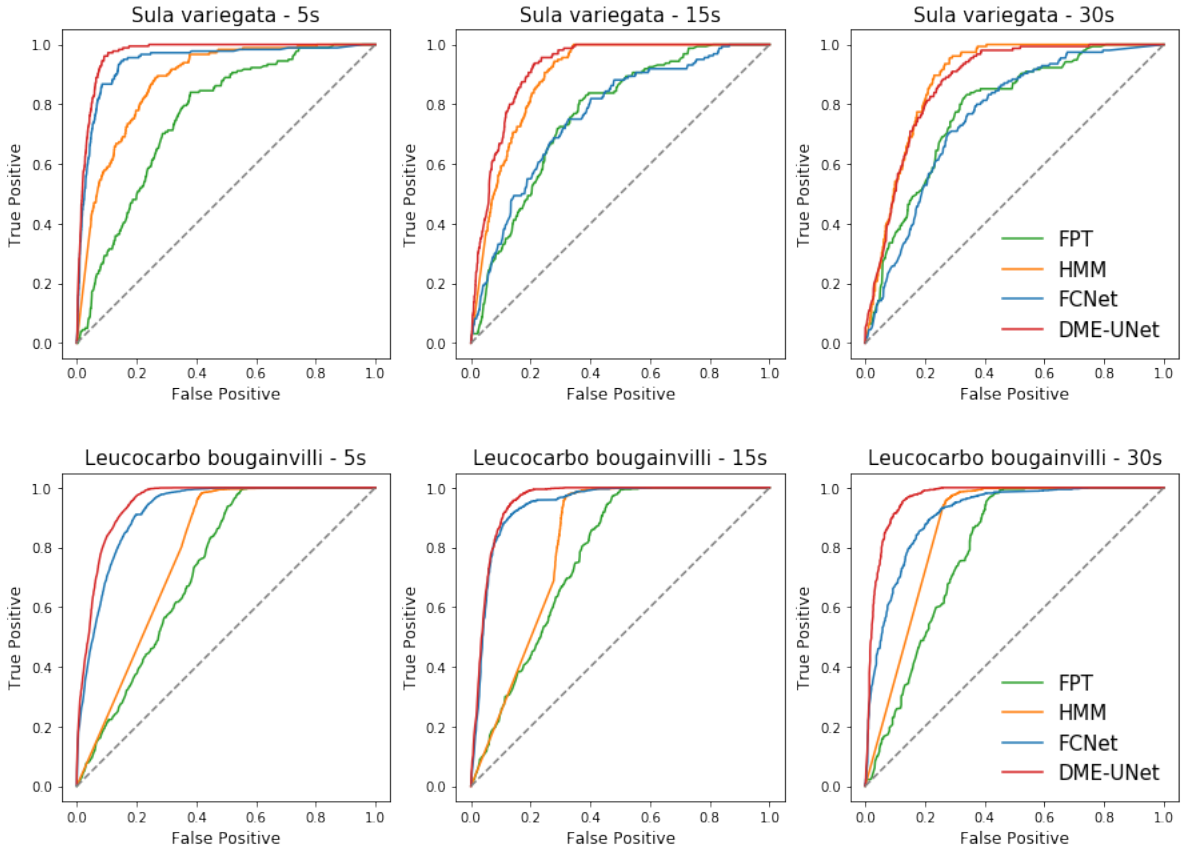 Sula variegata - 5s
1.0
0.8
0.6
0.4
0.2
0.0
True Positive
0.0 0.2 0.4 0.6 0.8 1.0
False Positive
Sula variegata - 15s
1.0
0.8
0.6
0.4
0.2
0.0
True Positive
0.0 0.2 0.4 0.6 0.8 1.0
False Positive
Sula variegata - 30s
1.0
0.8
0.6
0.4
0.2
0.0
True Positive
FPT
HMM
FCNet
DME-UNet
0.0 0.2 0.4 0.6 0.8 1.0
False Positive
Leucocarbo bougainvilli - 5s
1.0
0.8
0.6
0.4
0.2
0.0
True Positive
0.0 0.2 0.4 0.6 0.8 1.0
False Positive
Leucocarbo bougainvilli - 15s
1.0
0.8
0.6
0.4
0.2
0.0
True Positive
0.0 0.2 0.4 0.6 0.8 1.0
False Positive
Leucocarbo bougainvilli - 30s
1.0
0.8
0.6
0.4
0.2
0.0
True Positive
FPT
HMM
FCNet
DME-UNet
0.0 0.2 0.4 0.6 0.8 1.0
False Positive